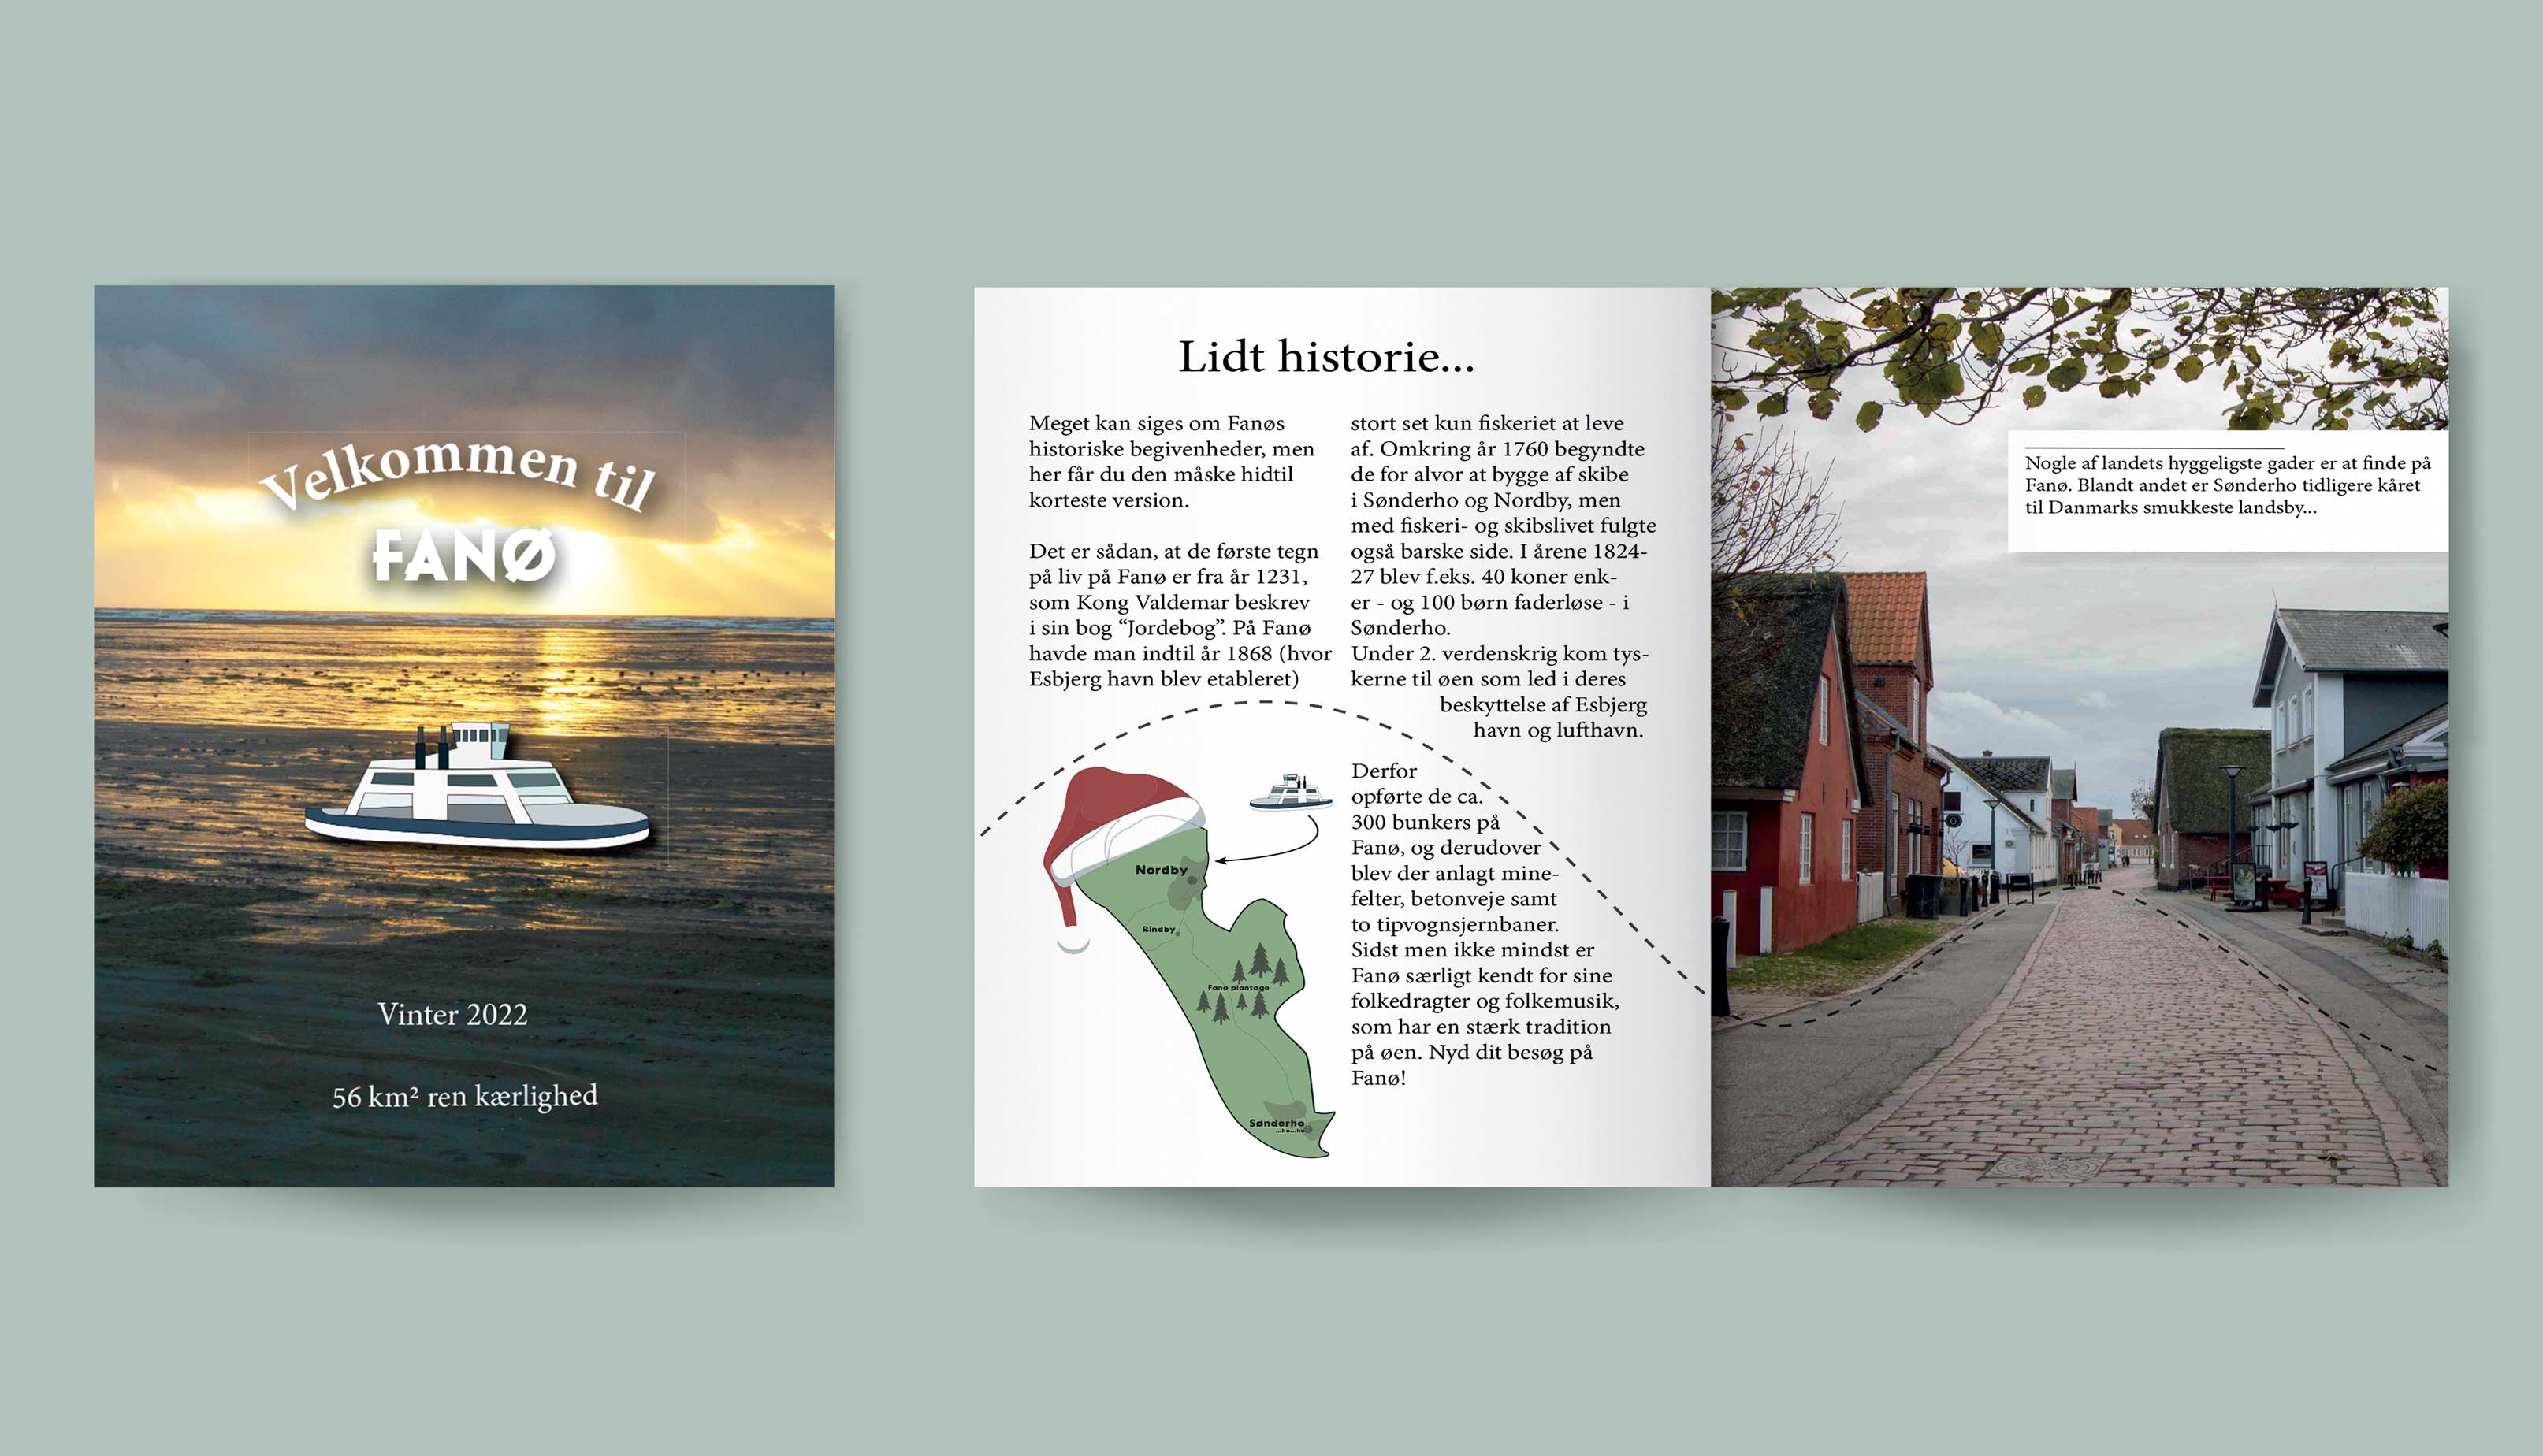 Velkommen til
FANØ
Vinter 2022
56 km² ren kærlighed
Lidt historie...
Meget kan siges om Fanøs
historiske begivenheder, men
her får du den måske hidtil
korteste version.
Det er sådan, at de første tegn
på liv på Fanø er fra år 1231,
som Kong Valdemar beskrev
i sin bog “Jordebog”. På Fanø
havde man indtil år 1868 (hvor
Esbjerg havn blev etableret)
stort set kun fiskeriet at leve
af. Omkring år 1760 begyndte
de for alvor at bygge af skibe
i Sønderho og Nordby, men
med fiskeri- og skibslivet fulgte
også barske side. I årene 1824-
27 blev f.eks. 40 koner enk-
er - og 100 børn faderløse - i
Sønderho.
Under 2. verdenskrig kom tys-
kerne til øen som led i deres
beskyttelse af Esbjerg
havn og lufthavn.
Derfor
opførte de ca.
300 bunkers på
Fanø, og derudover
blev der anlagt mine-
felter, betonveje samt
to tipvognsjernbaner.
Sidst men ikke mindst er
Fanø særligt kendt for sine
folkedragter og folkemusik,
som har en stærk tradition
på øen. Nyd dit besøg på
Fanø!
Nordby
Rindby
Fanø plantage
Sønderho
...ho...ho
Nogle af landets hyggeligste gader er at finde på
Fanø. Blandt andet er Sønderho tidligere kåret
til Danmarks smukkeste landsby...